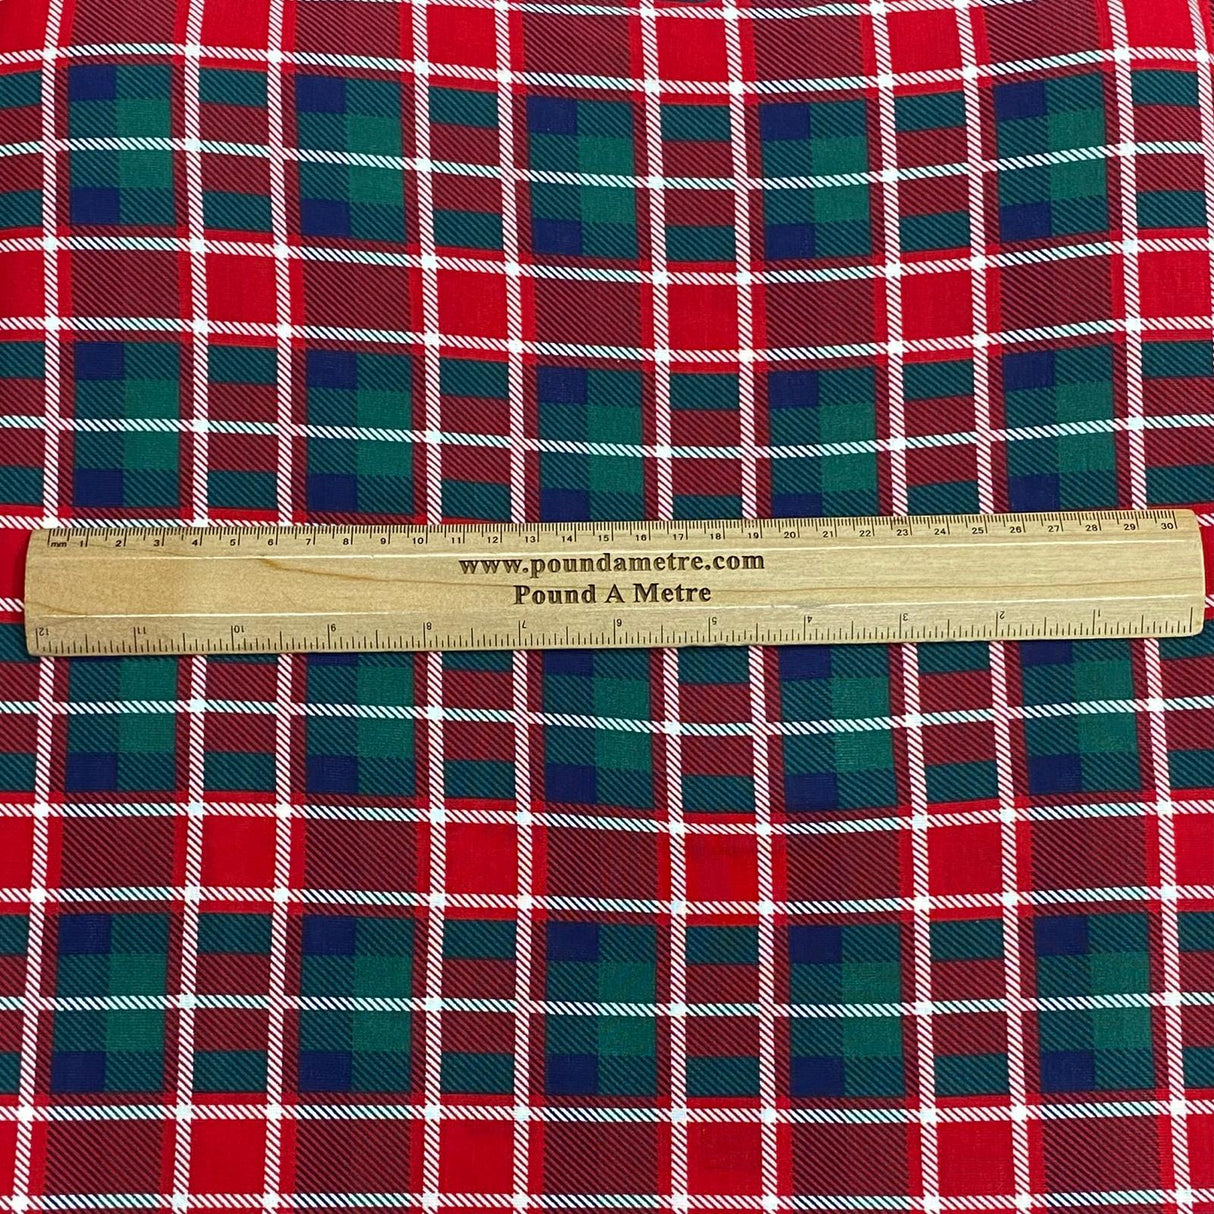 mm 1 2 3 4 5 6 7 8 9 10 11 12 13 14 15 16 17 18 19 20 21 22 23 24 25 26 27 28 29 30
www.poundametre.com
Pound A Metre
12 11 10 9 8 7 6 5 4 3 2 1